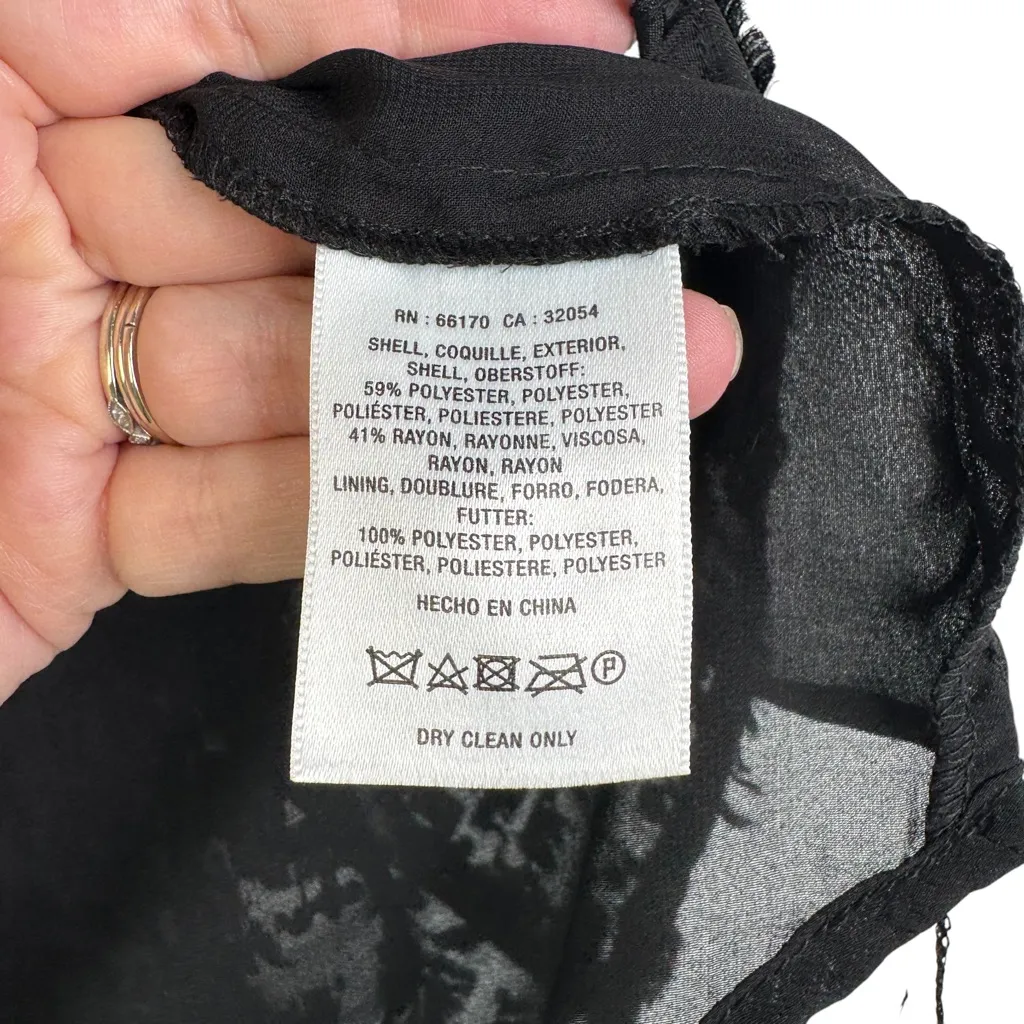 RN : 66170 CA : 32054
SHELL, COQUILLE, EXTERIOR,
SHELL, OBERSTOFF:
59% POLYESTER, POLYESTER,
POLIÉSTER, POLIESTERE, POLYESTER
41% RAYON, RAYONNE, VISCOSA,
RAYON, RAYON
LINING, DOUBLURE, FORRO, FODERA,
FUTTER:
100% POLYESTER, POLYESTER,
POLIÉSTER, POLIESTERE, POLYESTER
HECHO EN CHINA
P
DRY CLEAN ONLY